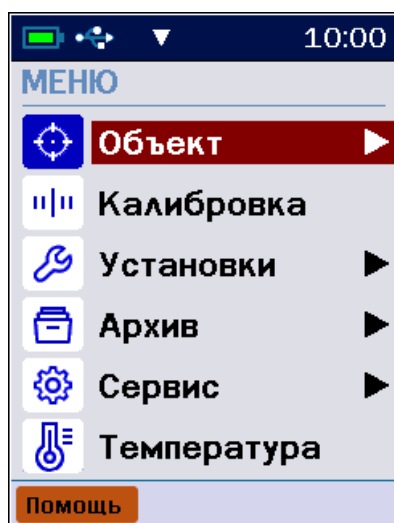 10:00
МЕНЮ
Объект
Калибровка
Установки
Архив
Сервис
Температура
Помощь